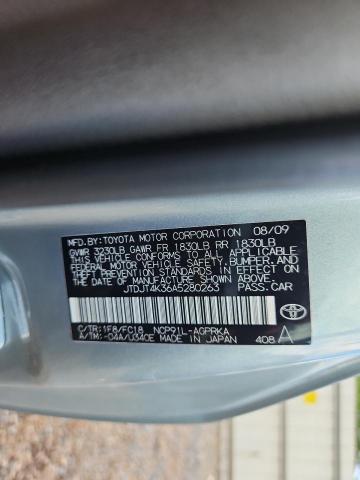 MFD.BY:TOYOTA MOTOR CORPORATION 08/09
GVWR 3230LB GAWR FR 1830LB RR 1830LB
THIS VEHICLE CONFORMS TO ALL APPLICABLE
FEDERAL MOTOR VEHICLE SAFETY, BUMPER, AND
THEFT PREVENTION STANDARDS IN EFFECT ON
THE DATE OF MANUFACTURE SHOWN ABOVE.
JTDJT4K36A5280263 PASS.CAR
C/TR:1F8/FC18 NCP91L-AGPRKA
A/TM:-04A/U340E MADE IN JAPAN 408 A